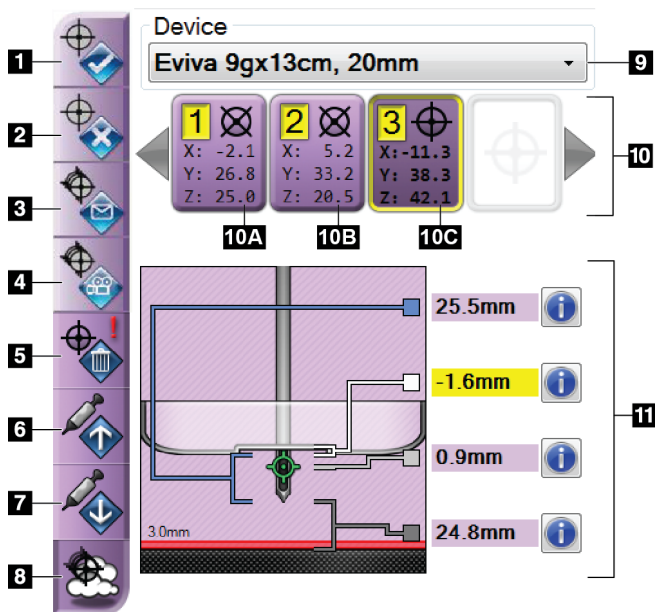 Device
1
Eviva 9gx13cm, 20mm
9
2
1
X: -2.1
Y: 26.8
Z: 25.0
2
X: 5.2
Y: 33.2
Z: 20.5
3
X:-11.3
Y: 38.3
Z: 42.1
10
3
10A
10B
10C
4
25.5mm
5
!
-1.6mm
6
11
0.9mm
7
3.0mm
24.8mm
8